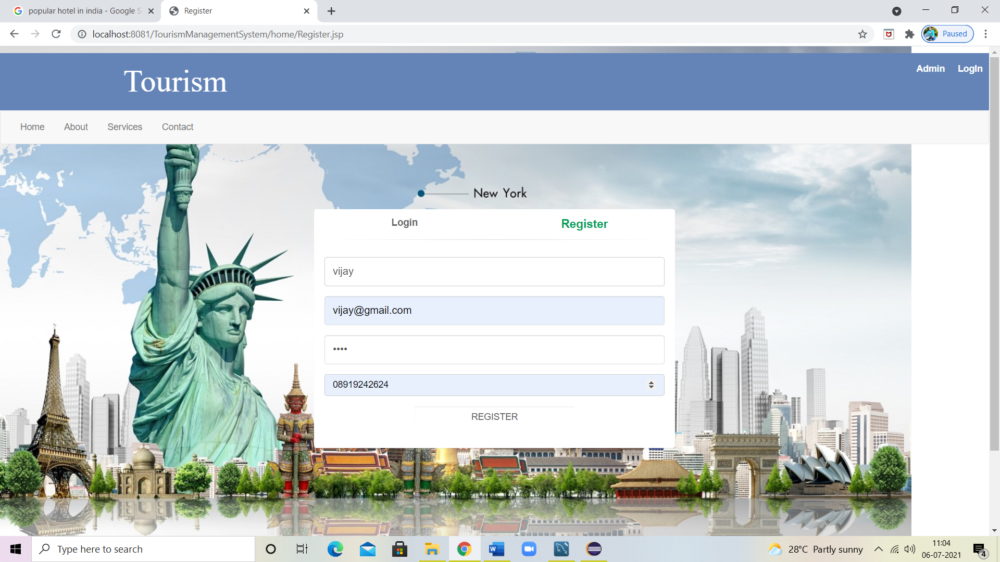 popular hotel in india - Google S
Register
localhost:8081/TourismManagementSystem/home/Register.jsp
Paused
Tourism
Admin
LogIn
Home
About
Services
Contact
New York
Login
Register
vijay
vijay@gmail.com
••••
08919242624
REGISTER
Type here to search
28°C Partly sunny
11:04
06-07-2021
4